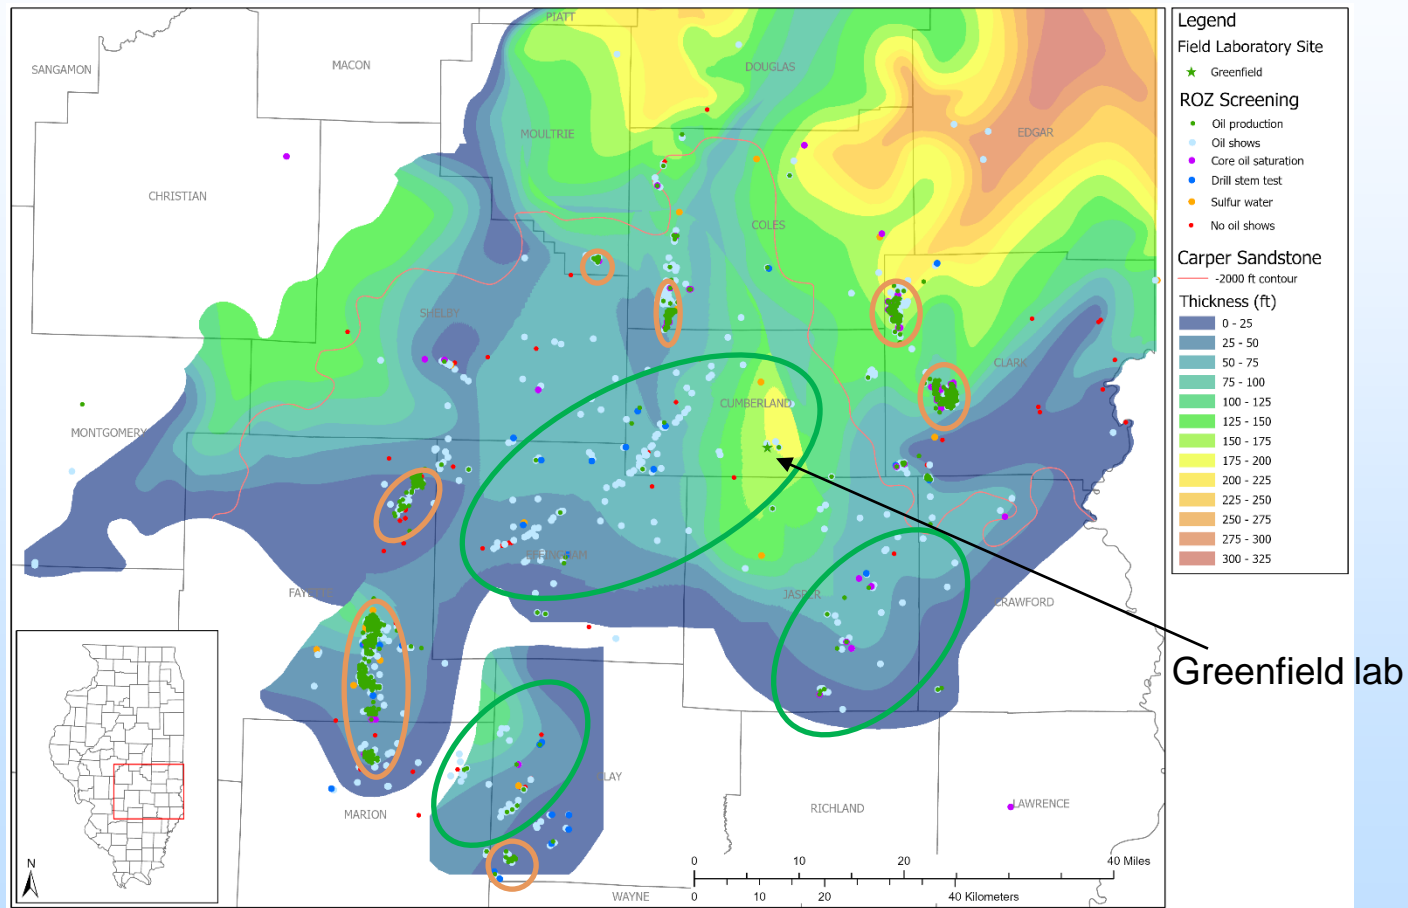 PIATT
SANGAMON
MACON
DOUGLAS
MOULTRIE
EDGAR
CHRISTIAN
COLES
SHELBY
CLARK
CUMBERLAND
MONTGOMERY
EFFINGHAM
FAYETTE
JASPER
CRAWFORD
CLAY
MARION
RICHLAND
LAWRENCE
WAYNE
N
0 10 20 40 Miles
0 10 20 40 Kilometers
Legend
Field Laboratory Site
Greenfield
ROZ Screening
Oil production
Oil shows
Core oil saturation
Drill stem test
Sulfur water
No oil shows
Carper Sandstone
-2000 ft contour
Thickness (ft)
0 - 25
25 - 50
50 - 75
75 - 100
100 - 125
125 - 150
150 - 175
175 - 200
200 - 225
225 - 250
250 - 275
275 - 300
300 - 325
Greenfield lab